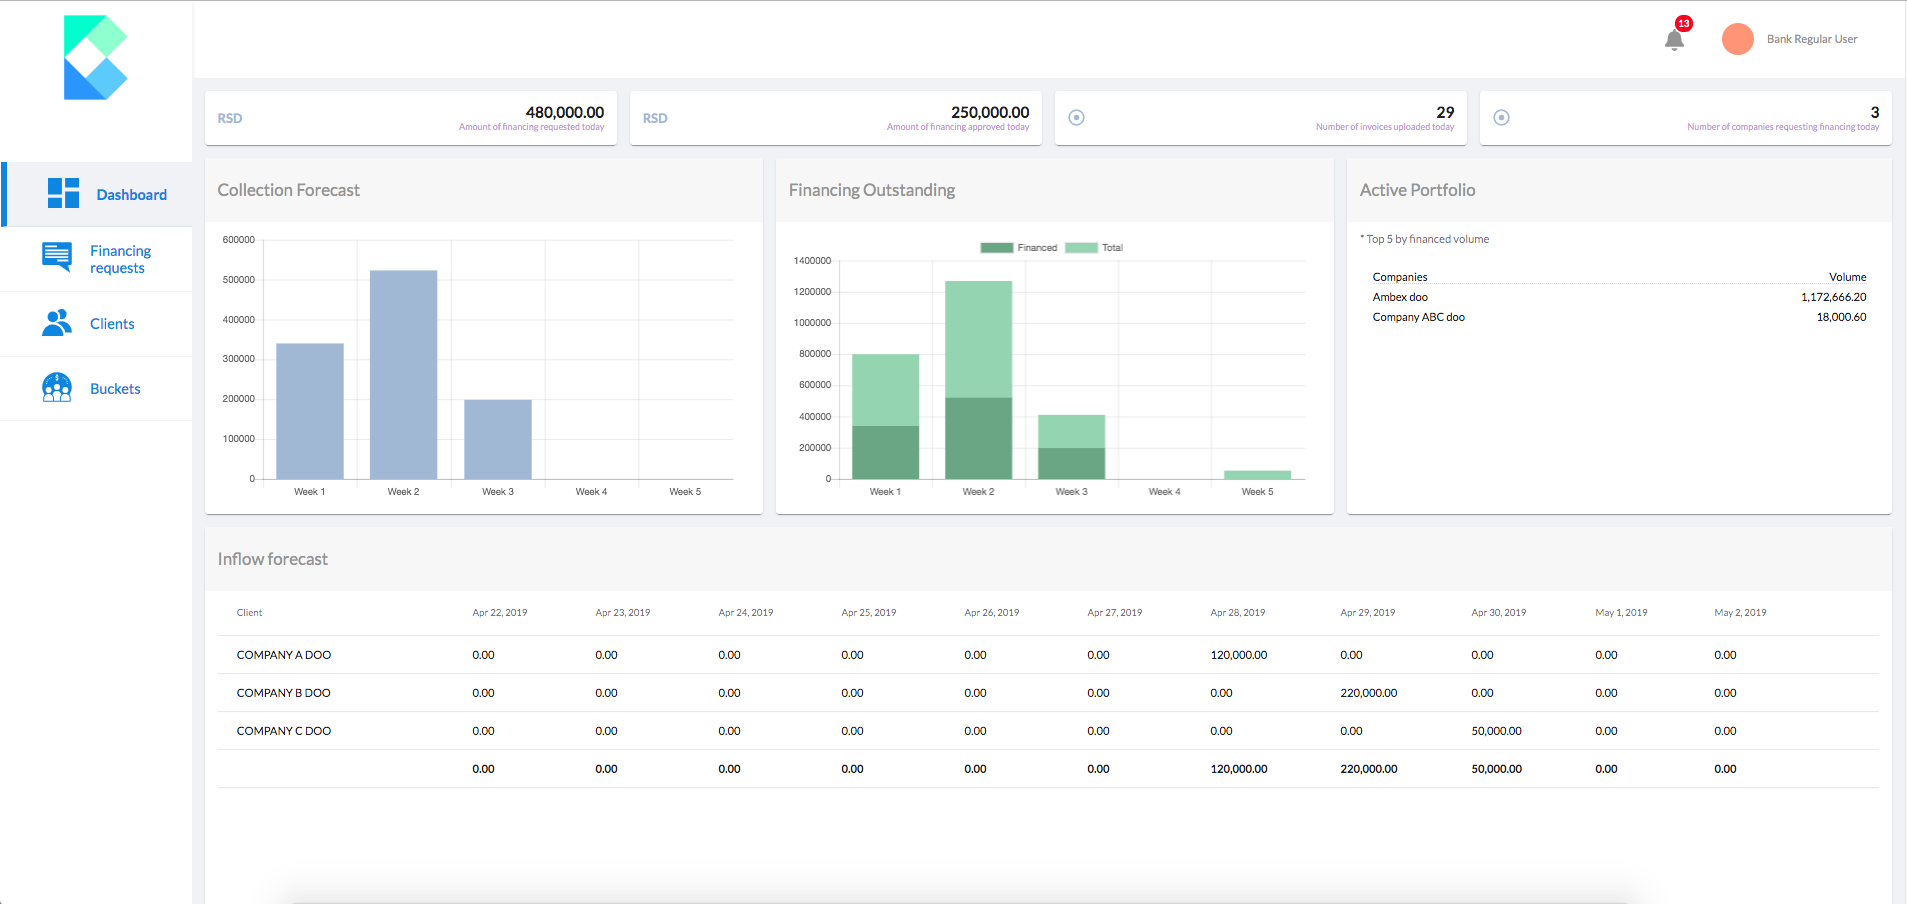 13
Bank Regular User
RSD
480,000.00
Amount of financing requested today
RSD
250,000.00
Amount of financing approved today
29
Number of invoices uploaded today
3
Number of companies requesting financing today
Dashboard
Financing
requests
Clients
Buckets
Collection Forecast
600000
500000
400000
300000
200000
100000
0
Week 1 Week 2 Week 3 Week 4 Week 5
Financing Outstanding
Financed Total
1400000
1200000
1000000
800000
600000
400000
200000
0
Week 1 Week 2 Week 3 Week 4 Week 5
Active Portfolio
* Top 5 by financed volume
Companies Volume
Ambex doo 1,172,666.20
Company ABC doo 18,000.60
Inflow forecast
Client Apr 22, 2019 Apr 23, 2019 Apr 24, 2019 Apr 25, 2019 Apr 26, 2019 Apr 27, 2019 Apr 28, 2019 Apr 29, 2019 Apr 30, 2019 May 1, 2019 May 2, 2019
COMPANY A DOO 0.00 0.00 0.00 0.00 0.00 0.00 120,000.00 0.00 0.00 0.00 0.00
COMPANY B DOO 0.00 0.00 0.00 0.00 0.00 0.00 0.00 220,000.00 0.00 0.00 0.00
COMPANY C DOO 0.00 0.00 0.00 0.00 0.00 0.00 0.00 0.00 50,000.00 0.00 0.00
0.00 0.00 0.00 0.00 0.00 0.00 120,000.00 220,000.00 50,000.00 0.00 0.00